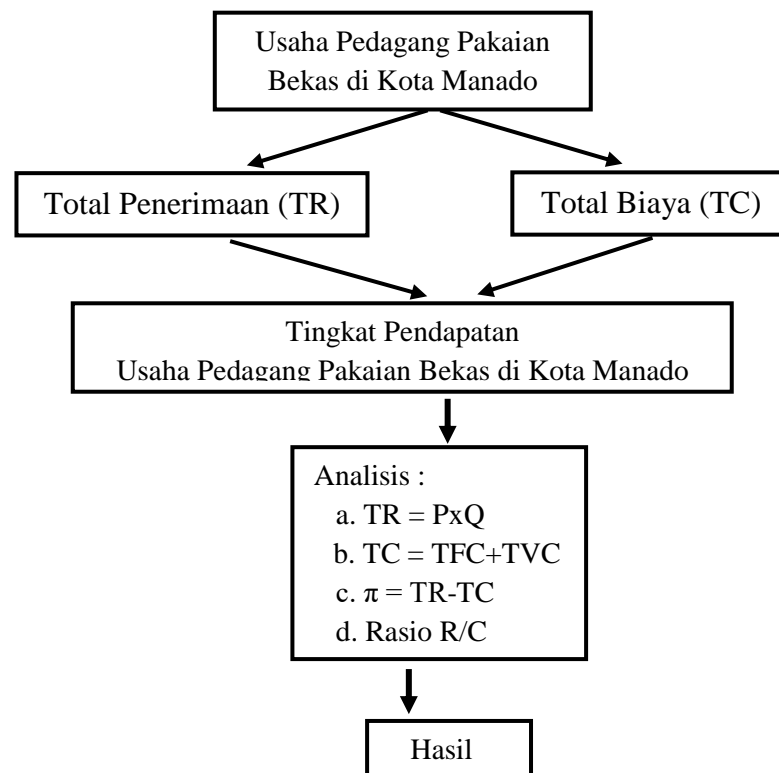 Usaha Pedagang Pakaian
Bekas di Kota Manado
Total Penerimaan (TR)
Total Biaya (TC)
Tingkat Pendapatan
Usaha Pedagang Pakaian Bekas di Kota Manado
Analisis :
a. TR = PxQ
b. TC = TFC+TVC
c. π = TR-TC
d. Rasio R/C
Hasil